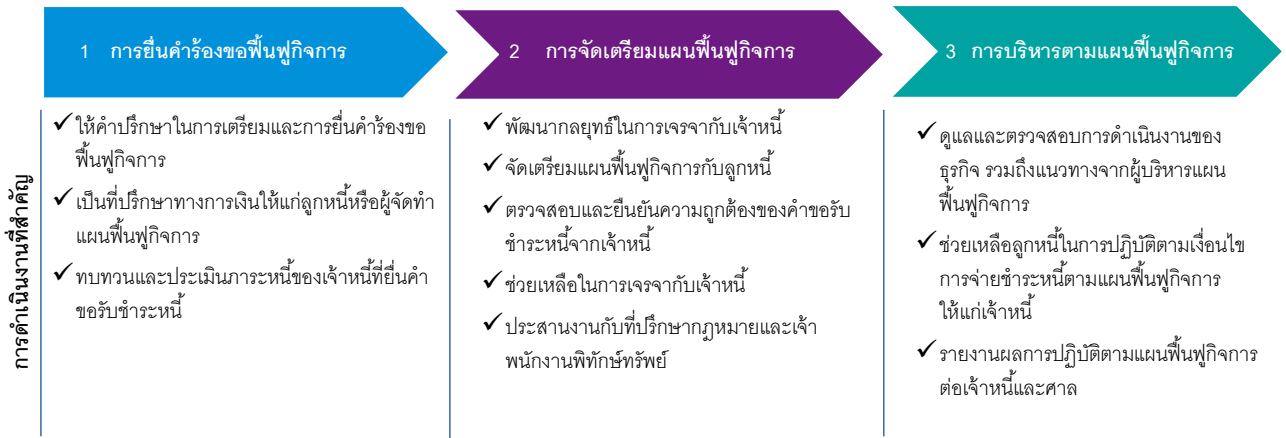 1 การยื่นคำร้องขอฟื้นฟูกิจการ
2 การจัดเตรียมแผนฟื้นฟูกิจการ
3 การบริหารตามแผนฟื้นฟูกิจการ
การดำเนินงานที่สำคัญ
✓ ให้คำปรึกษาในการเตรียมและการยื่นคำร้องขอ
ฟื้นฟูกิจการ
✓ เป็นที่ปรึกษาทางการเงินให้แก่ลูกหนี้หรือผู้จัดทำ
แผนฟื้นฟูกิจการ
✓ ทบทวนและประเมินภาระหนี้ของเจ้าหนี้ที่ยื่นคำ
ขอรับชำระหนี้
✓ พัฒนากลยุทธ์ในการเจรจากับเจ้าหนี้
✓ จัดเตรียมแผนฟื้นฟูกิจการกับลูกหนี้
✓ ตรวจสอบและยืนยันความถูกต้องของคำขอรับ
ชำระหนี้จากเจ้าหนี้
✓ ช่วยเหลือในการเจรจากับเจ้าหนี้
✓ ประสานงานกับที่ปรึกษากฎหมายและเจ้า
พนักงานพิทักษ์ทรัพย์
✓ ดูแลและตรวจสอบการดำเนินงานของ
ธุรกิจ รวมถึงแนวทางจากผู้บริหารแผน
ฟื้นฟูกิจการ
✓ ช่วยเหลือลูกหนี้ในการปฏิบัติตามเงื่อนไข
การจ่ายชำระหนี้ตามแผนฟื้นฟูกิจการ
ให้แก่เจ้าหนี้
✓ รายงานผลการปฏิบัติตามแผนฟื้นฟูกิจการ
ต่อเจ้าหนี้และศาล